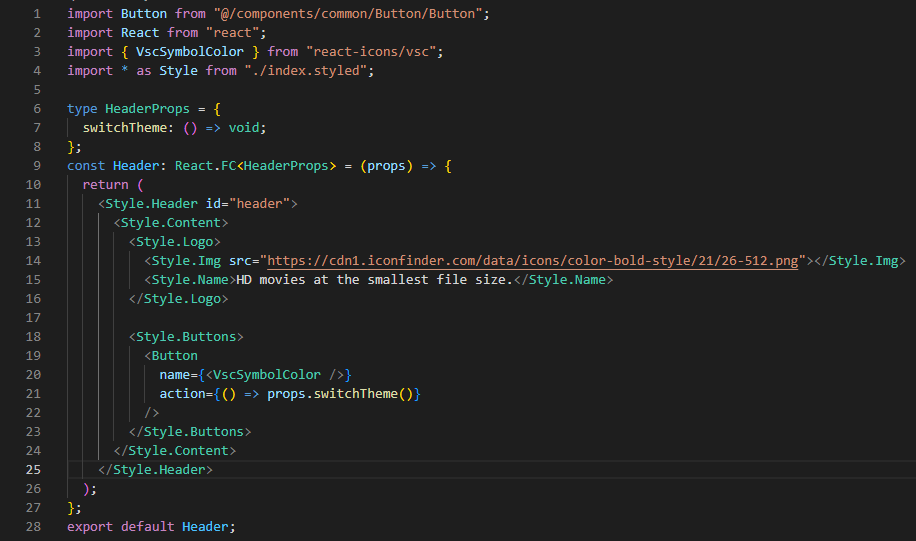 1 import Button from "@/components/common/Button/Button";
2 import React from "react";
3 import { VscSymbolColor } from "react-icons/vsc";
4 import * as Style from "./index.styled";
5
6 type HeaderProps = {
7   switchTheme: () => void;
8 };
9 const Header: React.FC<HeaderProps> = (props) => {
10   return (
11     <Style.Header id="header">
12       <Style.Content>
13         <Style.Logo>
14           <Style.Img src="https://cdn1.iconfinder.com/data/icons/color-bold-style/21/26-512.png"></Style.Img>
15           <Style.Name>HD movies at the smallest file size.</Style.Name>
16         </Style.Logo>
17
18         <Style.Buttons>
19           <Button
20             name={<VscSymbolColor />}
21             action={() => props.switchTheme()}
22           />
23         </Style.Buttons>
24       </Style.Content>
25     </Style.Header>
26   );
27 };
28 export default Header;